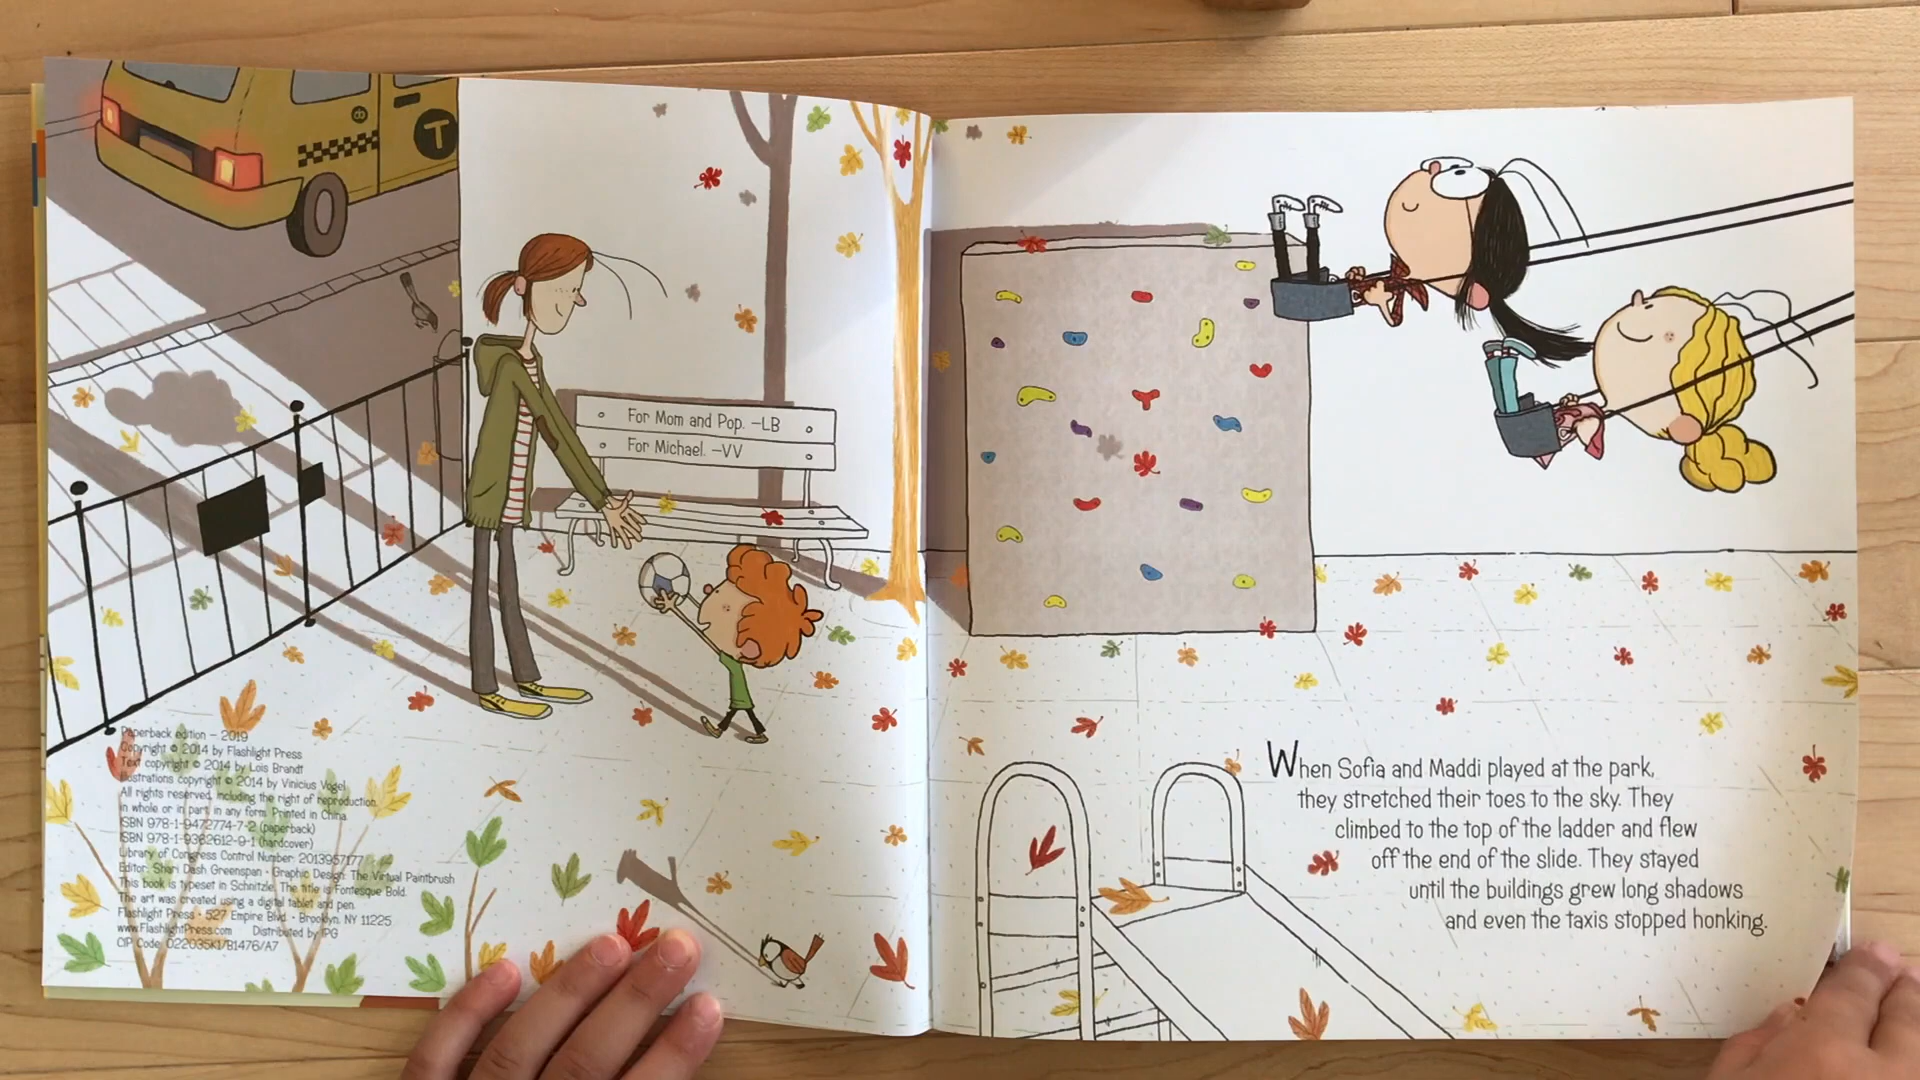 T
For Mom and Pop. –LB
For Michael. –VV
Paperback edition – 2019
Copyright © 2014 by Flashlight Press
Text copyright © 2014 by Lois Brandt
Illustrations copyright © 2014 by Vinicius Vogel
All rights reserved, including the right of reproduction,
in whole or in part, in any form. Printed in China.
ISBN 978-1-9472774-7-2 (paperback)
ISBN 978-1-9362612-9-1 (hardcover)
Library of Congress Control Number: 2013957177
Editor: Shari Dash Greenspan • Graphic Design: The Virtual Paintbrush
This book is typeset in Schnitzle. The title is Fontesque Bold.
The art was created using a digital tablet and pen.
Flashlight Press • 527 Empire Blvd. • Brooklyn, NY 11225
www.FlashlightPress.com Distributed by IPG
CIP Code: 022035K1/B1476/A7
When Sofia and Maddi played at the park,
they stretched their toes to the sky. They
climbed to the top of the ladder and flew
off the end of the slide. They stayed
until the buildings grew long shadows
and even the taxis stopped honking.